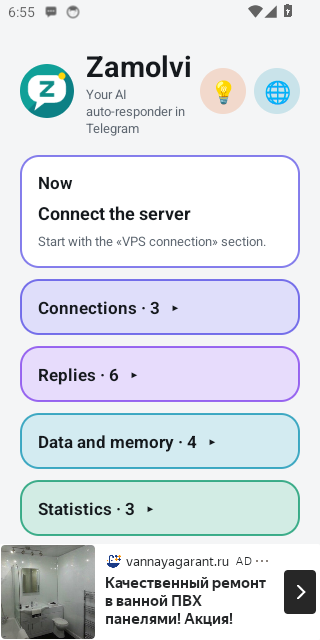 6:55
Zamolvi
Your AI
auto-responder in
Telegram
Now
Connect the server
Start with the «VPS connection» section.
Connections · 3 ▸
Replies · 6 ▸
Data and memory · 4 ▸
Statistics · 3 ▸
vannayagarant.ru AD ···
Качественный ремонт
в ванной ПВХ
панелями! Акция!